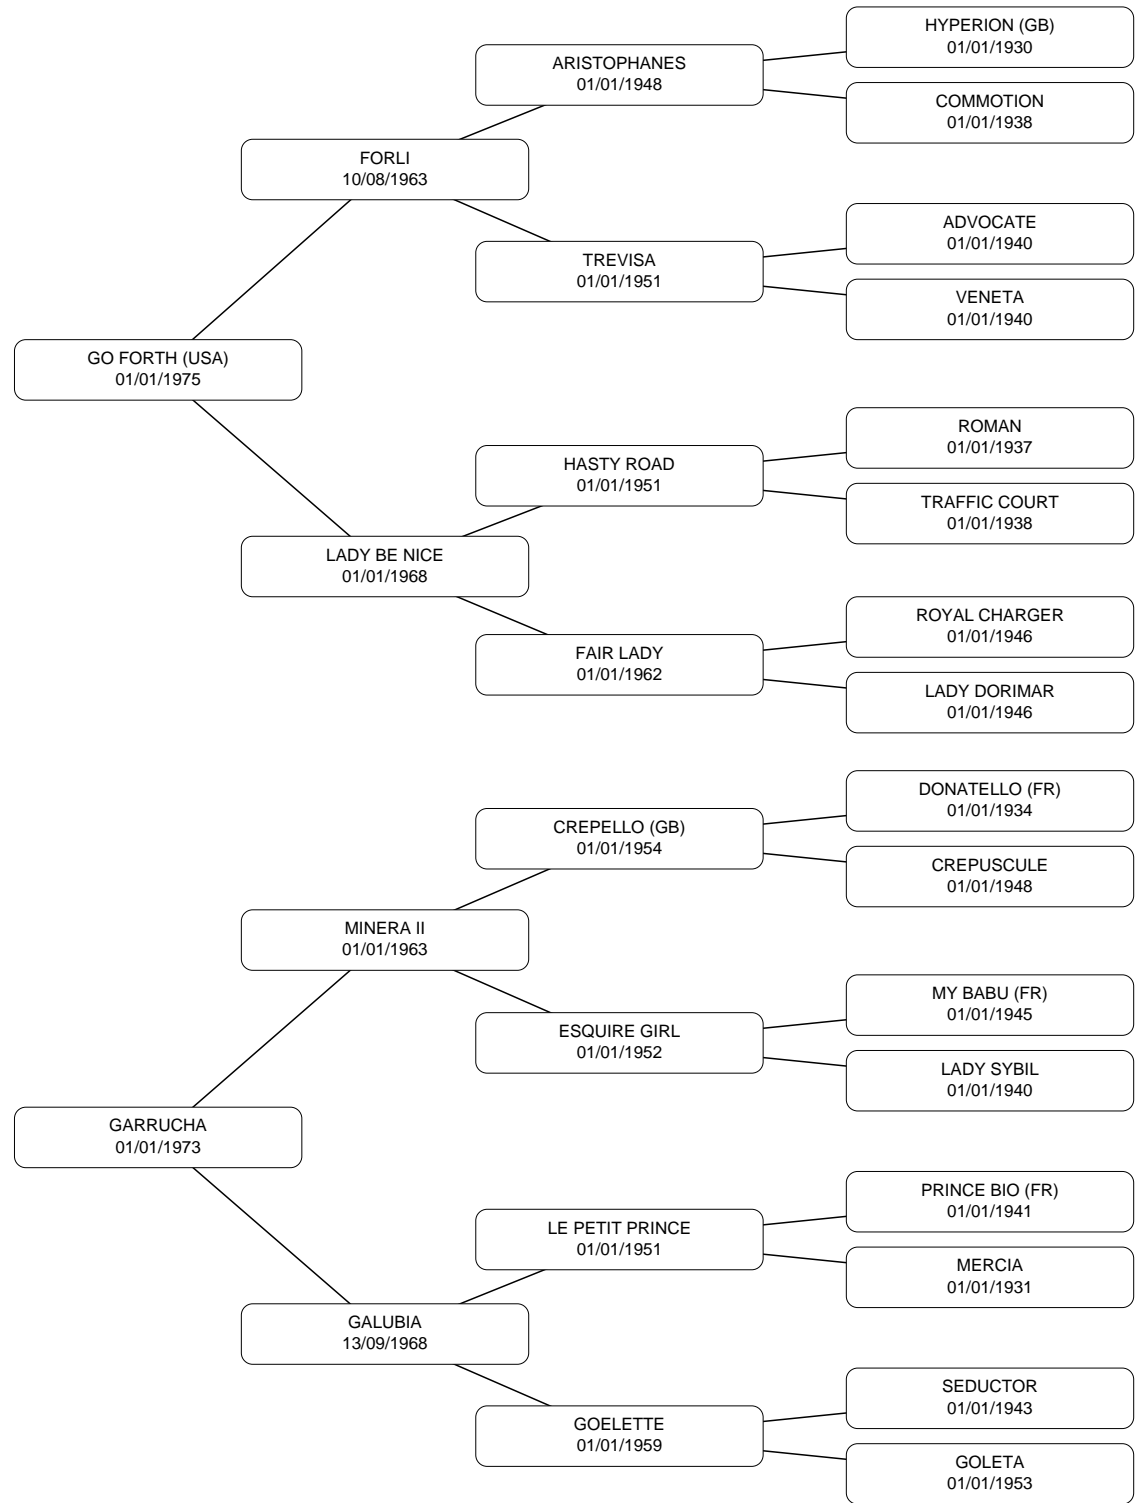 HYPERION (GB)
01/01/1930
ARISTOPHANES
01/01/1948
COMMOTION
01/01/1938
FORLI
10/08/1963
ADVOCATE
01/01/1940
TREVISA
01/01/1951
VENETA
01/01/1940
GO FORTH (USA)
01/01/1975
ROMAN
01/01/1937
HASTY ROAD
01/01/1951
TRAFFIC COURT
01/01/1938
LADY BE NICE
01/01/1968
ROYAL CHARGER
01/01/1946
FAIR LADY
01/01/1962
LADY DORIMAR
01/01/1946
DONATELLO (FR)
01/01/1934
CREPELLO (GB)
01/01/1954
CREPUSCULE
01/01/1948
MINERA II
01/01/1963
MY BABU (FR)
01/01/1945
ESQUIRE GIRL
01/01/1952
LADY SYBIL
01/01/1940
GARRUCHA
01/01/1973
PRINCE BIO (FR)
01/01/1941
LE PETIT PRINCE
01/01/1951
MERCIA
01/01/1931
GALUBIA
13/09/1968
SEDUCTOR
01/01/1943
GOELETTE
01/01/1959
GOLETA
01/01/1953